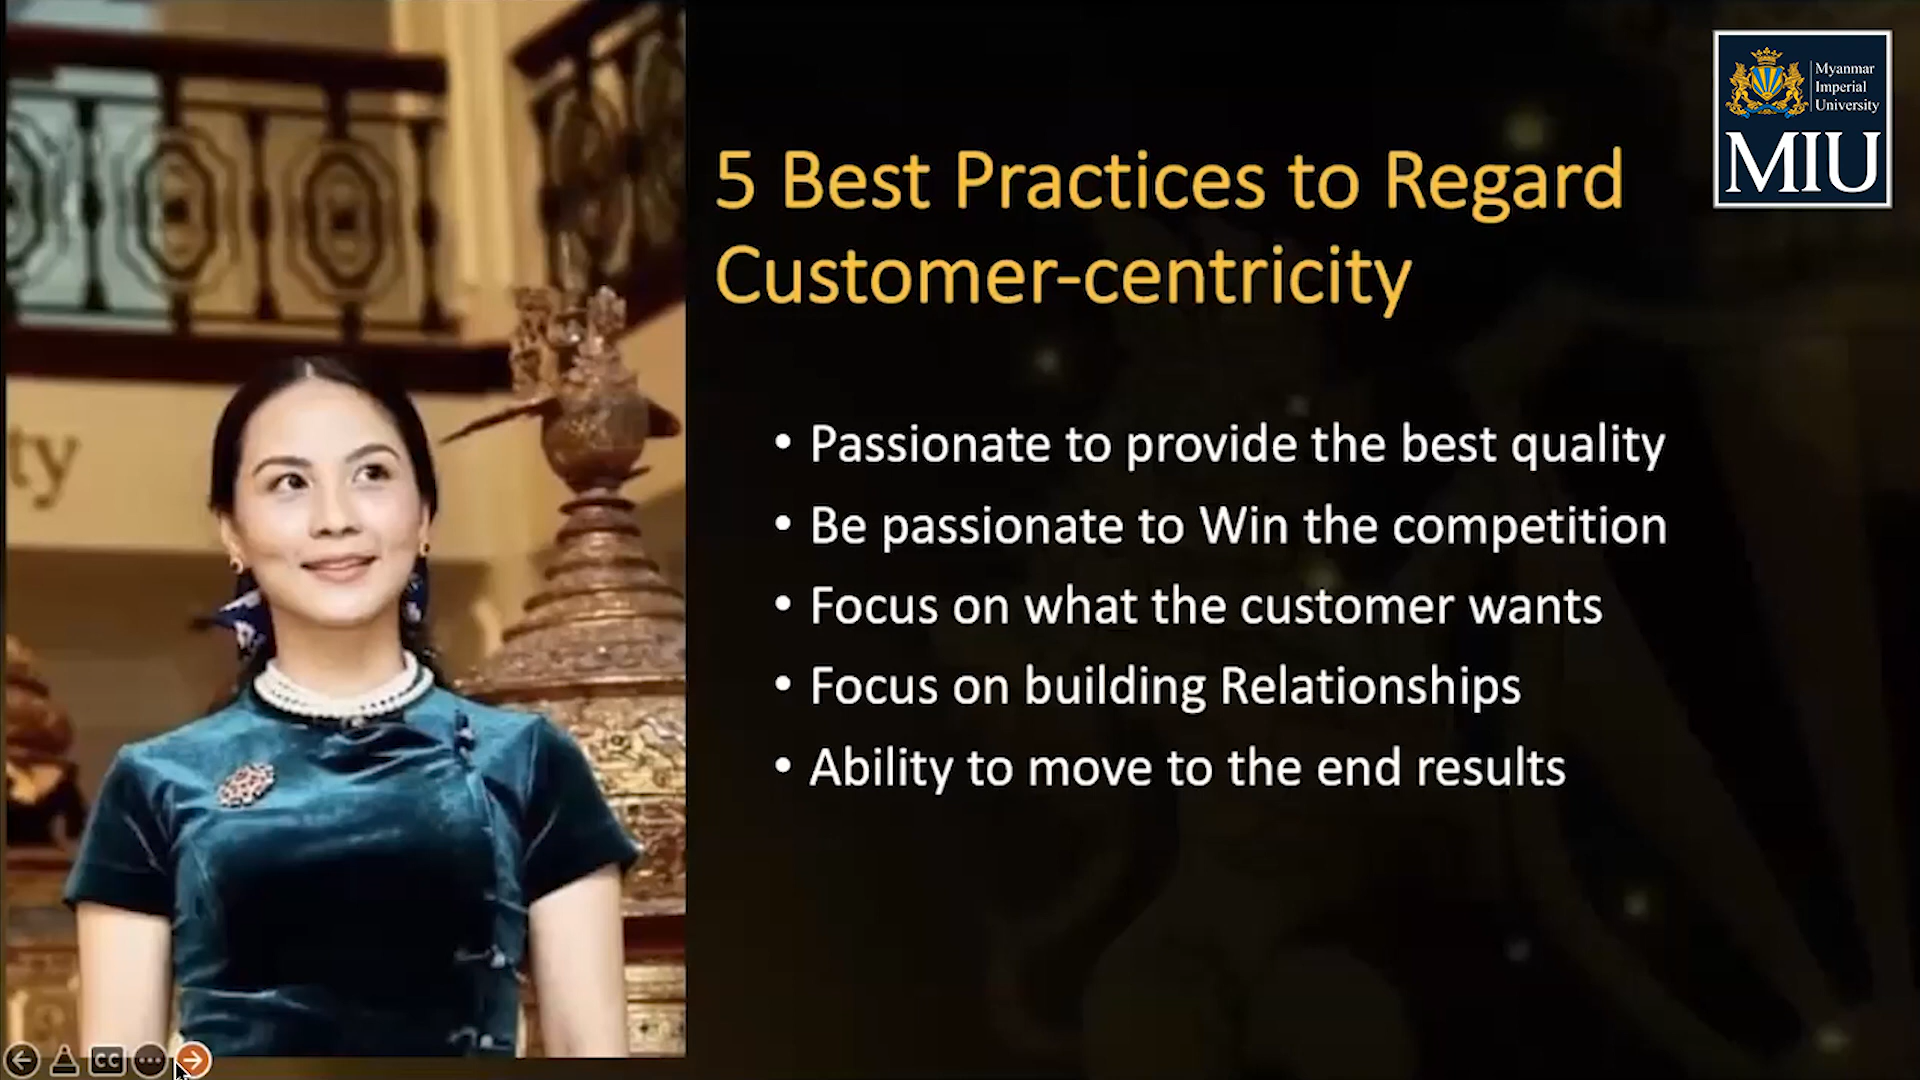 Myanmar
Imperial
University
MIU
5 Best Practices to Regard
Customer-centricity
• Passionate to provide the best quality
• Be passionate to Win the competition
• Focus on what the customer wants
• Focus on building Relationships
• Ability to move to the end results
ty
CC